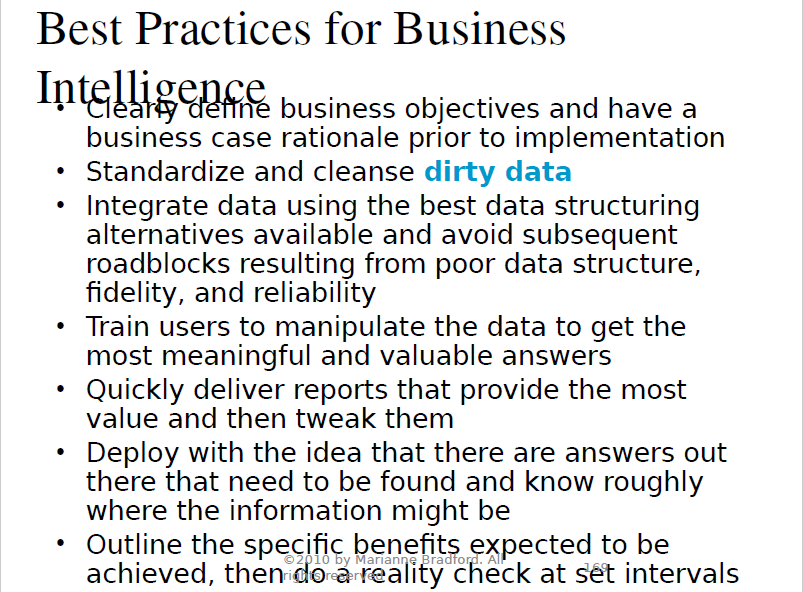 Best Practices for Business
Intelligence
• Clearly define business objectives and have a
business case rationale prior to implementation
• Standardize and cleanse dirty data
• Integrate data using the best data structuring
alternatives available and avoid subsequent
roadblocks resulting from poor data structure,
fidelity, and reliability
• Train users to manipulate the data to get the
most meaningful and valuable answers
• Quickly deliver reports that provide the most
value and then tweak them
• Deploy with the idea that there are answers out
there that need to be found and know roughly
where the information might be
• Outline the specific benefits expected to be
achieved, then do a reality check at set intervals
©2010 by Marianne Bradford. All
rights reserved
169